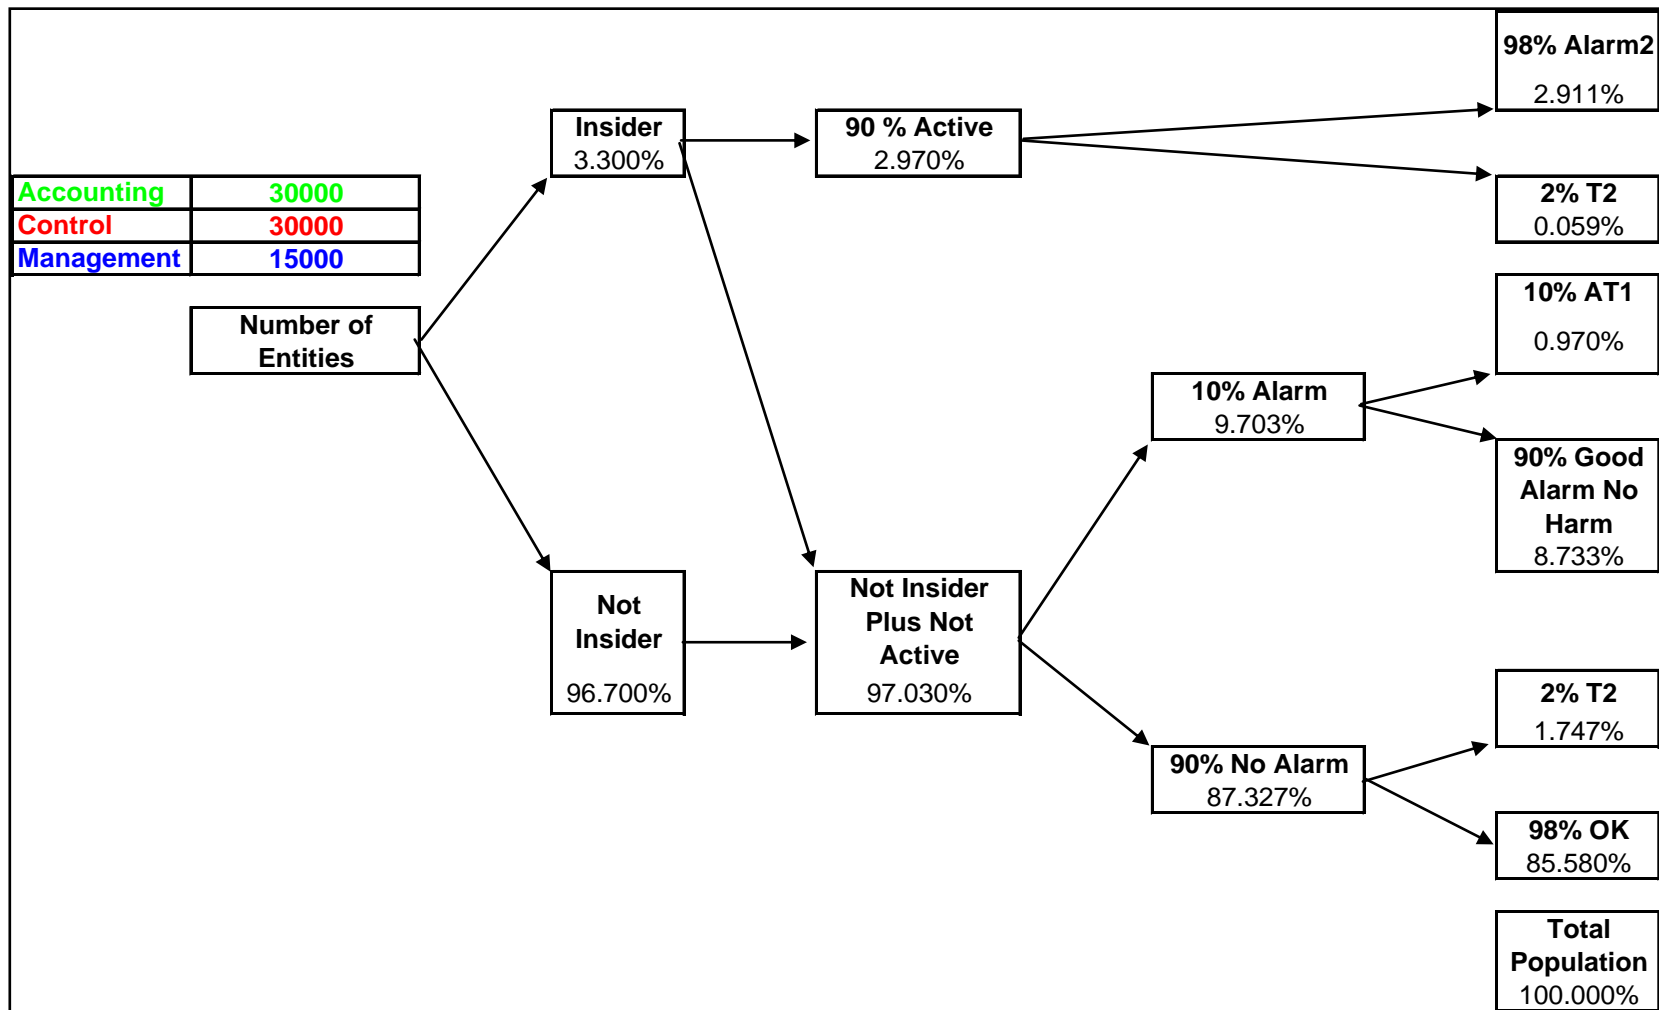 98% Alarm2
2.911%
Insider
3.300%
90 % Active
2.970%
Accounting 30000
Control 30000
Management 15000
2% T2
0.059%
Number of
Entities
10% AT1
0.970%
10% Alarm
9.703%
90% Good
Alarm No
Harm
8.733%
Not
Insider
96.700%
Not Insider
Plus Not
Active
97.030%
2% T2
1.747%
90% No Alarm
87.327%
98% OK
85.580%
Total
Population
100.000%